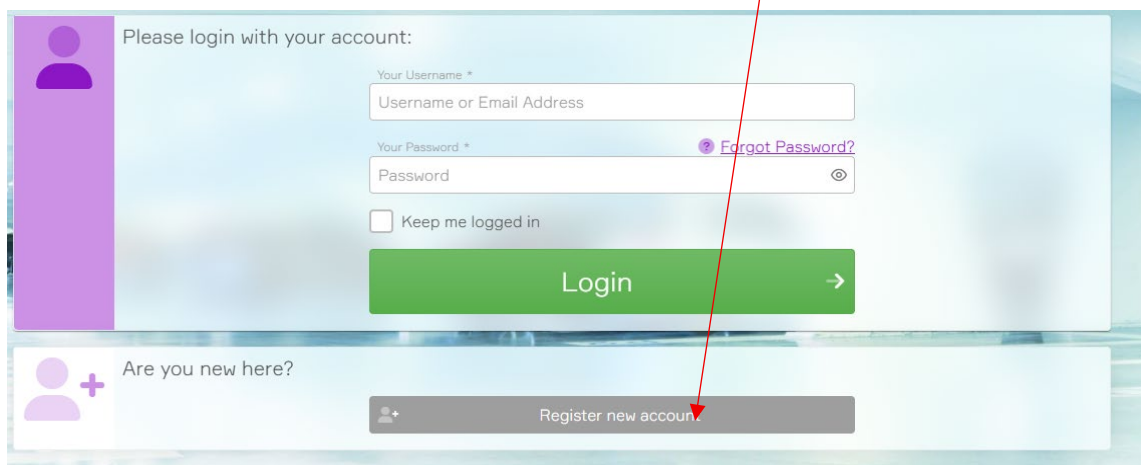 Please login with your account:
Your Username *
Username or Email Address
Your Password *
? Forgot Password?
Password
Keep me logged in
Login
Are you new here?
Register new account